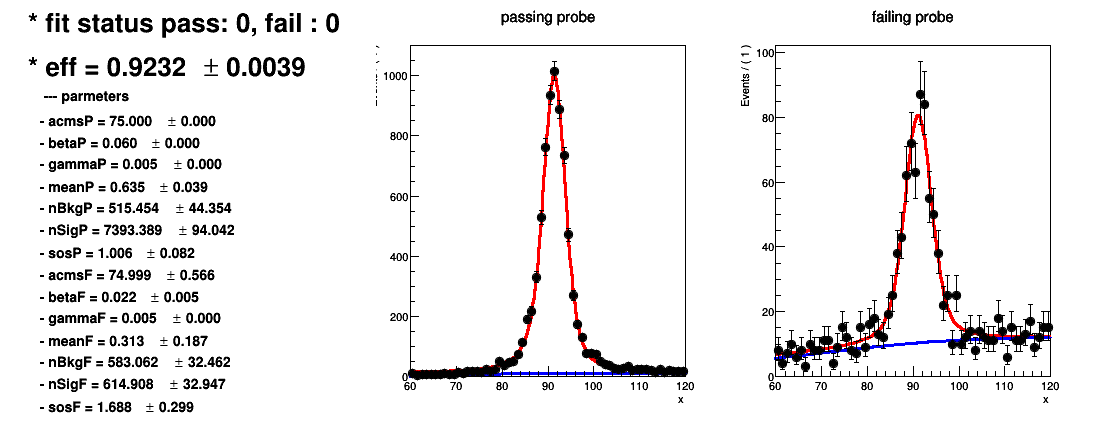 * fit status pass: 0, fail : 0
* eff = 0.9232 ± 0.0039
--- parmeters
- acmsP = 75.000 ± 0.000
- betaP = 0.060 ± 0.000
- gammaP = 0.005 ± 0.000
- meanP = 0.635 ± 0.039
- nBkgP = 515.454 ± 44.354
- nSigP = 7393.389 ± 94.042
- sosP = 1.006 ± 0.082
- acmsF = 74.999 ± 0.566
- betaF = 0.022 ± 0.005
- gammaF = 0.005 ± 0.000
- meanF = 0.313 ± 0.187
- nBkgF = 583.062 ± 32.462
- nSigF = 614.908 ± 32.947
- sosF = 1.688 ± 0.299
passing probe
1000
800
600
400
200
0
60 70 80 90 100 110 120
x
failing probe
Events / ( 1 )
100
80
60
40
20
0
60 70 80 90 100 110 120
x